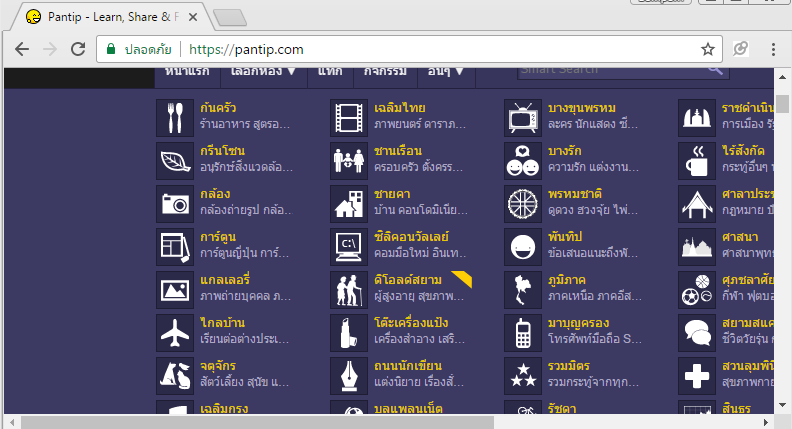 Pantip - Learn, Share & F
ปลอดภัย https://pantip.com
หน้าแรก เลือกห้อง ▼ แท็ก กิจกรรม อื่นๆ ▼ Smart Search
ก้นครัว
ร้านอาหาร สูตรอ...
เฉลิมไทย
ภาพยนตร์ ดาราภ...
บางขุนพรหม
ละคร นักแสดง ซี...
ราชดำเนิน
การเมือง รัฐ
กรีนโซน
อนุรักษ์สิ่งแวดล้อ...
ชานเรือน
ครอบครัว ตั้งครร...
บางรัก
ความรัก แต่งงาน...
ไร้สังกัด
กระทู้อื่นๆ
กล้อง
กล้องถ่ายรูป กล้อ...
ชายคา
บ้าน คอนโดมิเนีย...
พรหมชาติ
ดูดวง ฮวงจุ้ย ไพ่...
ศาลาประช
กฎหมาย
การ์ตูน
การ์ตูนญี่ปุ่น การ์...
C:\
ซิลิคอนวัลเลย์
คอมมือใหม่ อินเท...
พันทิป
ข้อเสนอแนะถึงพั...
ศาสนา
ศาสนาพุทธ
แกลเลอรี่
ภาพถ่ายบุคคล ภ...
ดิโอลด์สยาม
ผู้สูงอายุ สุขภาพ...
ภูมิภาค
ภาคเหนือ ภาคอีส...
ศุภชลาศัย
กีฬา ฟุตบอ
ไกลบ้าน
เรียนต่อต่างประเ...
โต๊ะเครื่องแป้ง
เครื่องสำอาง เสริ...
มาบุญครอง
โทรศัพท์มือถือ S...
สยามสแค
ชีวิตวัยรุ่น
จตุจักร
สัตว์เลี้ยง สุนัข แ...
ถนนนักเขียน
แต่งนิยาย เรื่องสั้...
รวมมิตร
รวมกระทู้จากทุก...
สวนลุมพินี
สุขภาพกาย
เฉลิมกรุง
บลูแพลนเน็ต
รัชดา
สินธร